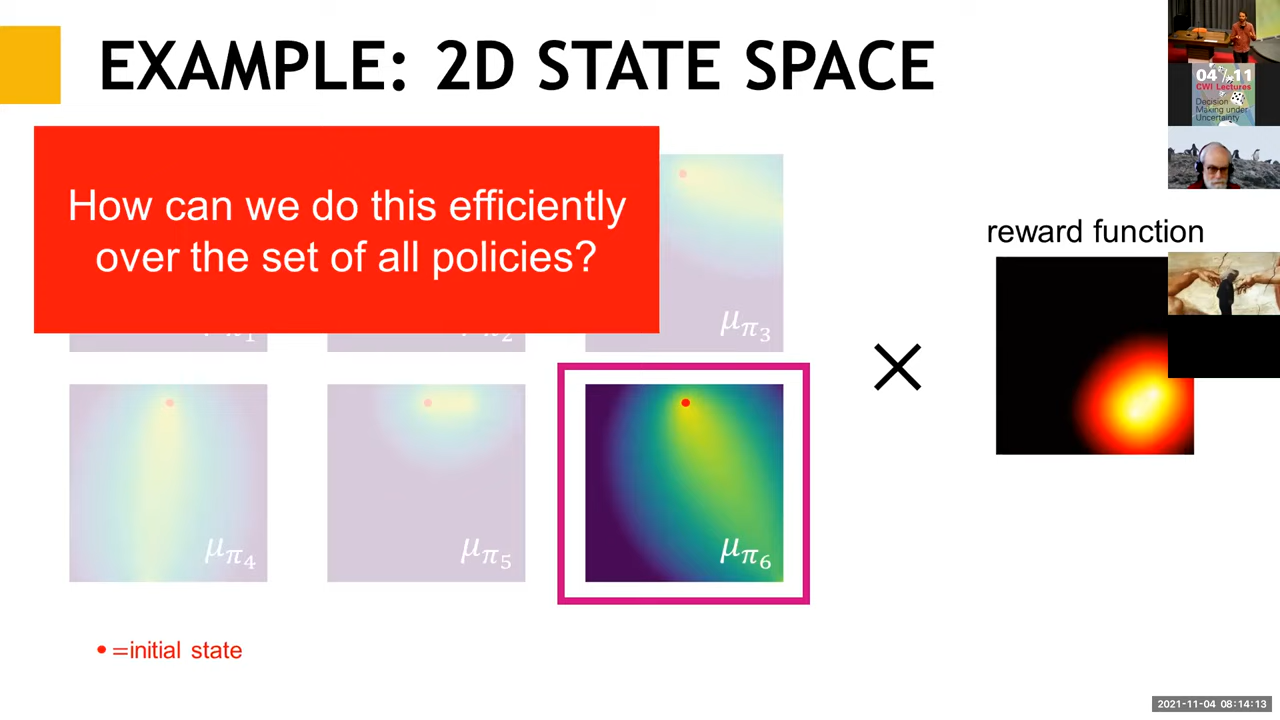 EXAMPLE: 2D STATE SPACE
How can we do this efficiently
over the set of all policies?
μπ3
μπ4
μπ5
μπ6
×
reward function
•=initial state
04/11
CWI Lectures
Decision
Making under
Uncertainty
2021-11-04 08:14:13